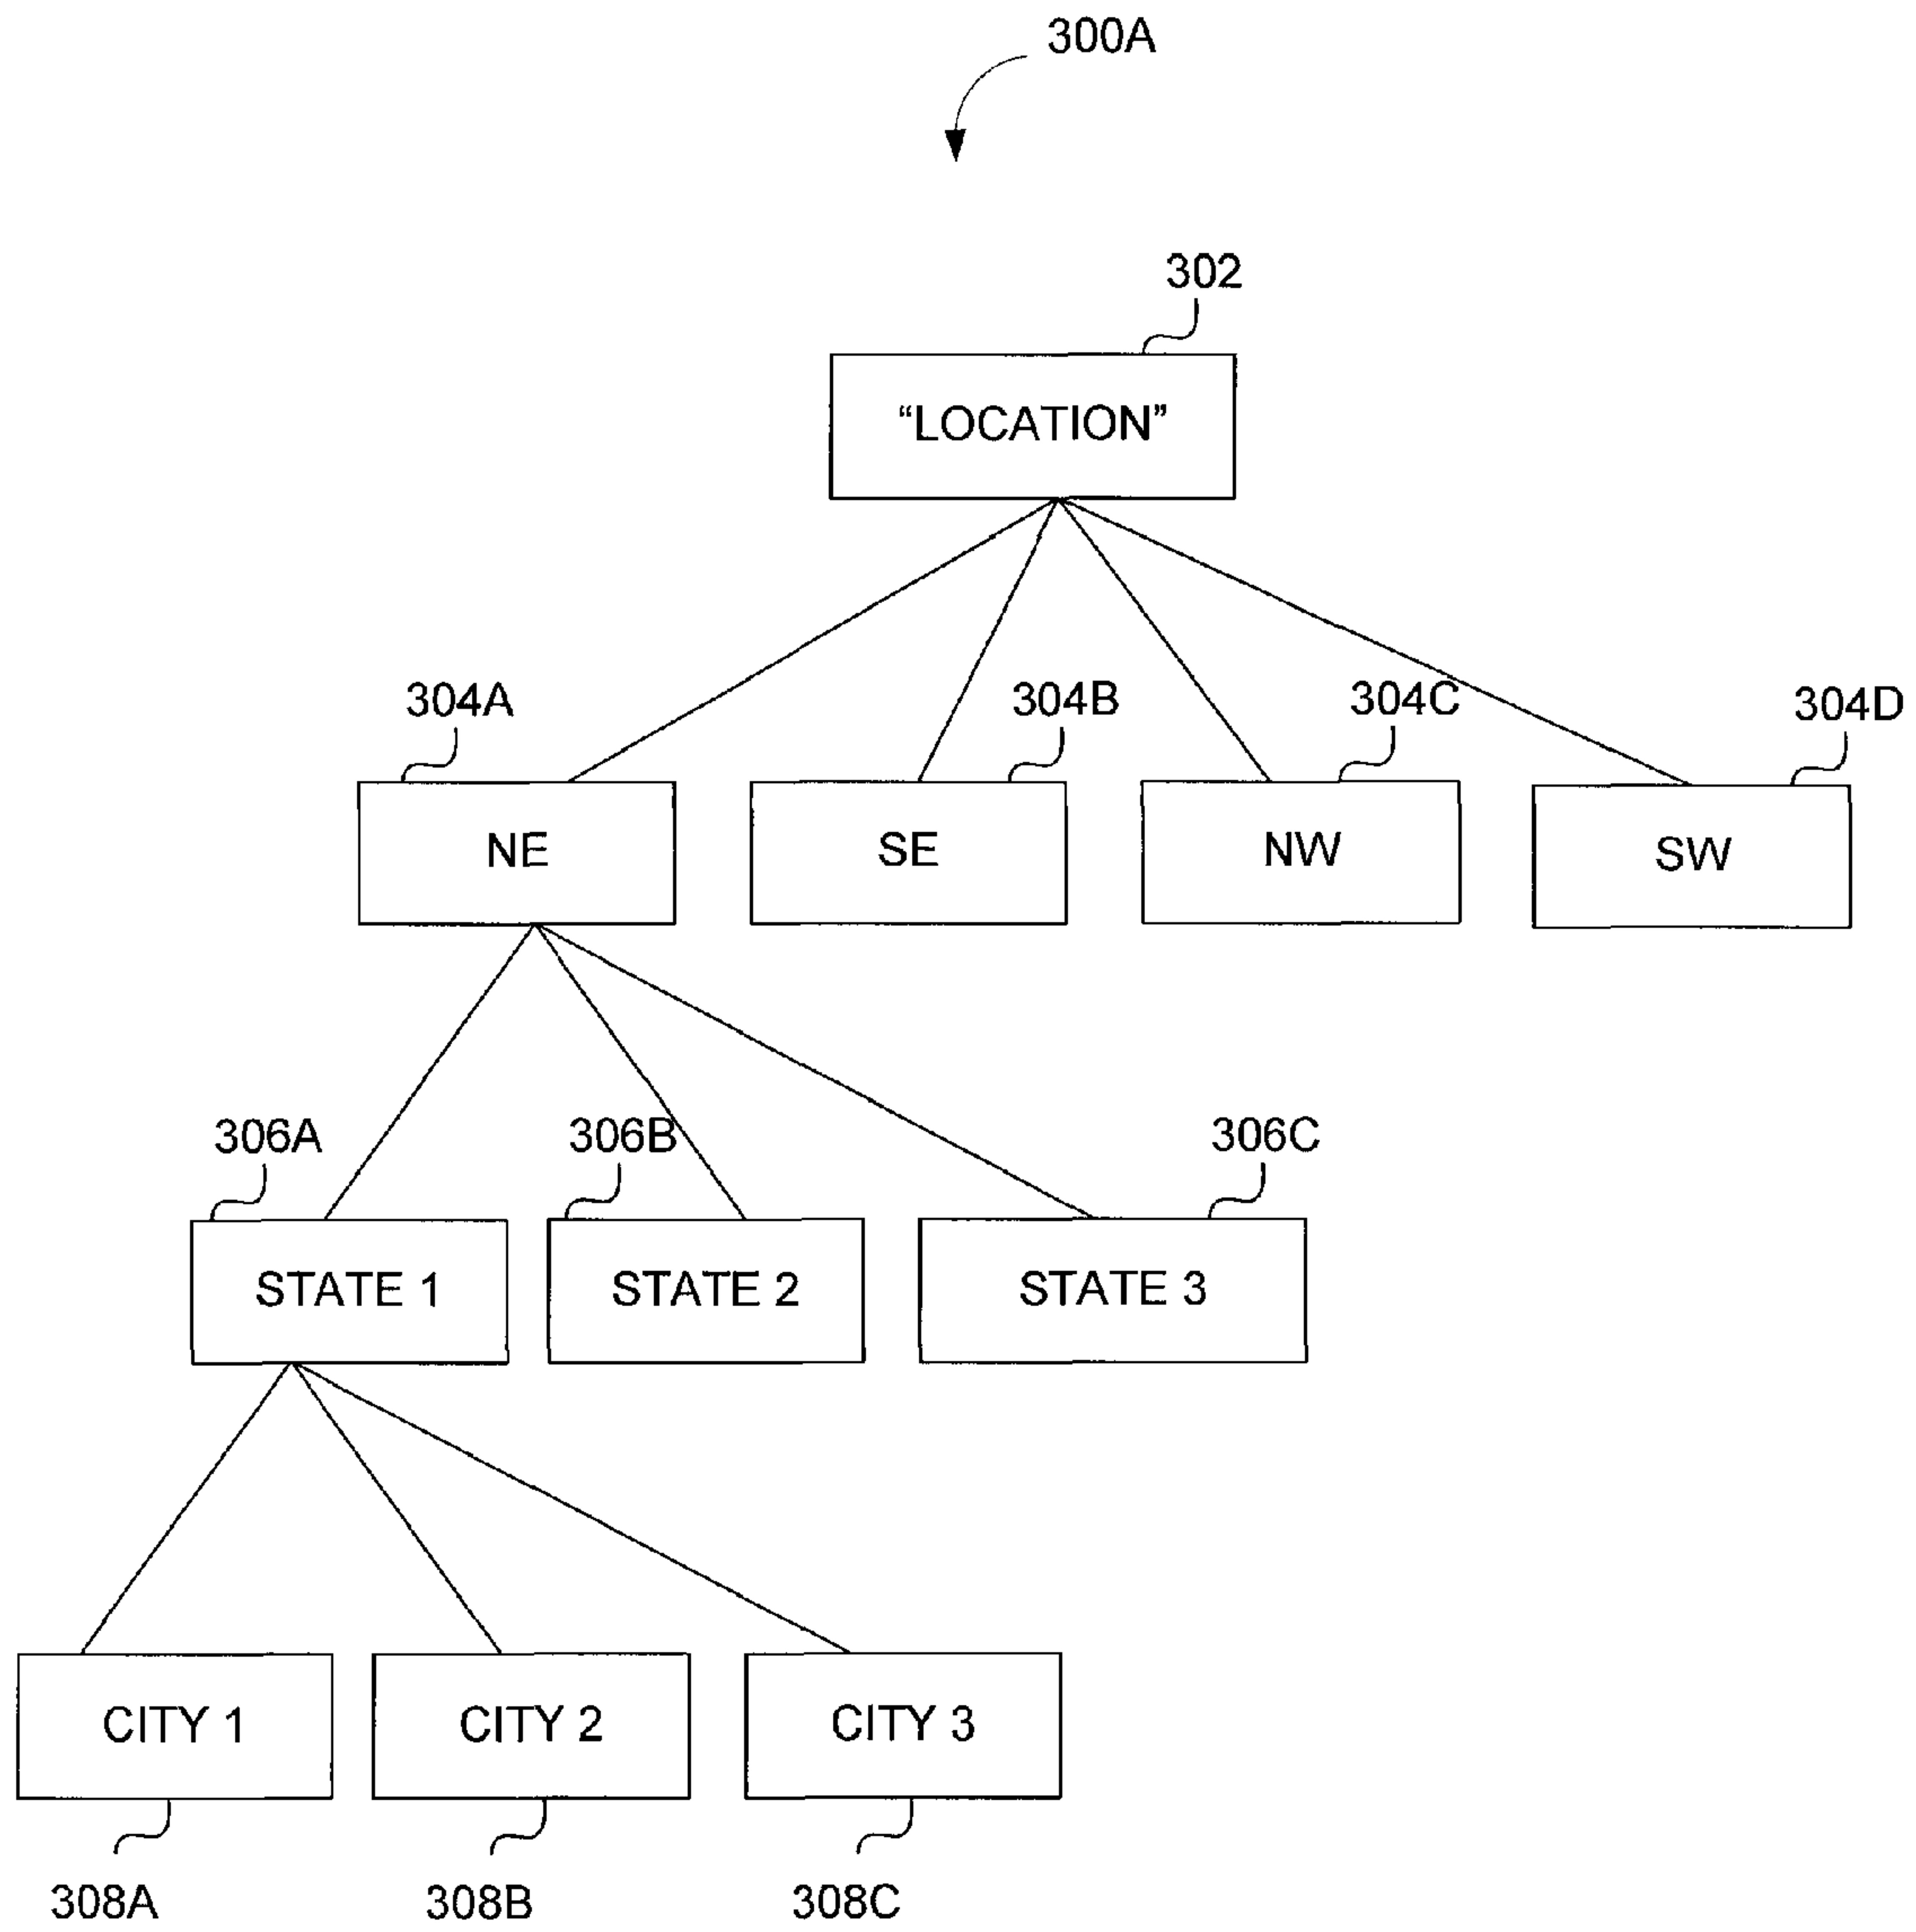 300A
302
“LOCATION”
304A
304B
304C
304D
NE
SE
NW
SW
306A
306B
306C
STATE 1
STATE 2
STATE 3
CITY 1
CITY 2
CITY 3
308A
308B
308C